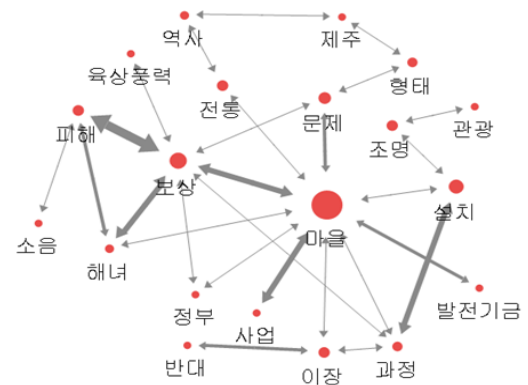 역사
제주
육상풍력
형태
전통
문제
관광
피해
조명
보상
설치
마을
소음
해녀
정부
사업
발전기금
반대
이장
과정